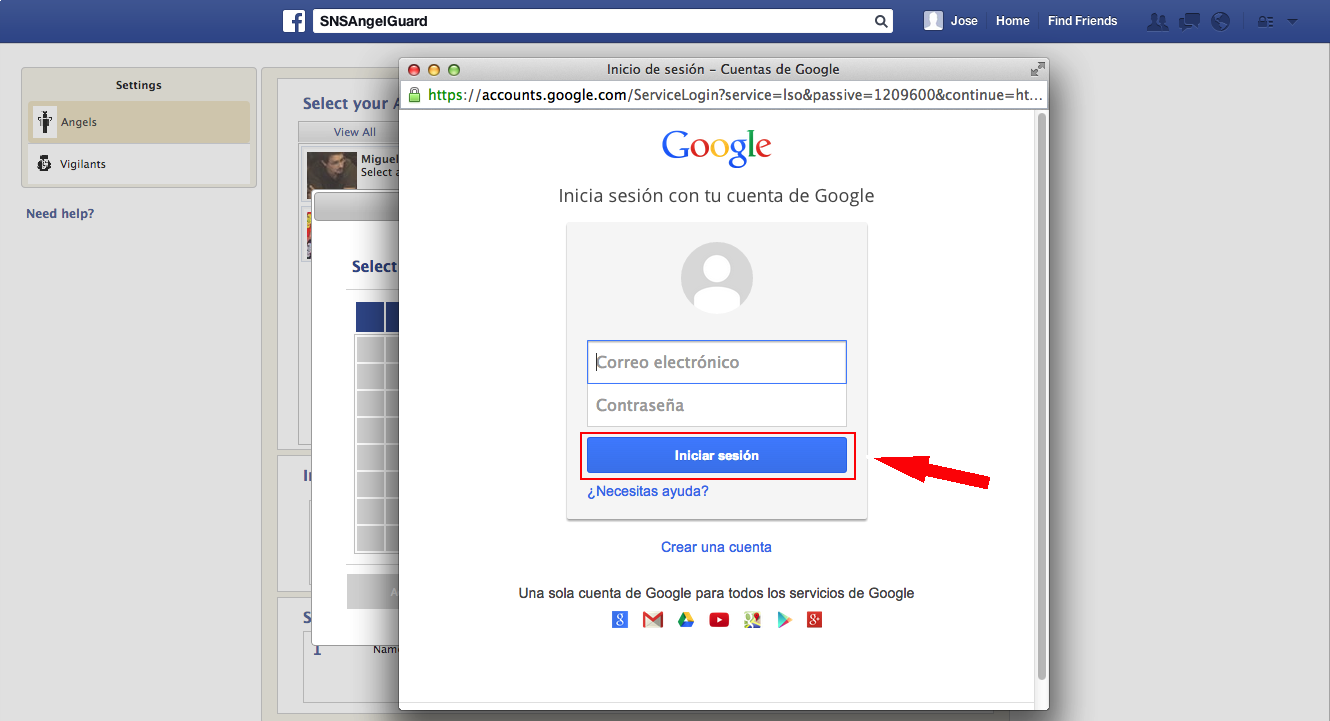 SNSAngelGuard
Jose
Home
Find Friends
Settings
Angels
Vigilants
Need help?
Select your
View All
Miguel
Select
Select
Name
Inicio de sesión – Cuentas de Google
https://accounts.google.com/ServiceLogin?service=lso&passive=1209600&continue=ht...
Google
Inicia sesión con tu cuenta de Google
Correo electrónico
Contraseña
Iniciar sesión
¿Necesitas ayuda?
Crear una cuenta
Una sola cuenta de Google para todos los servicios de Google